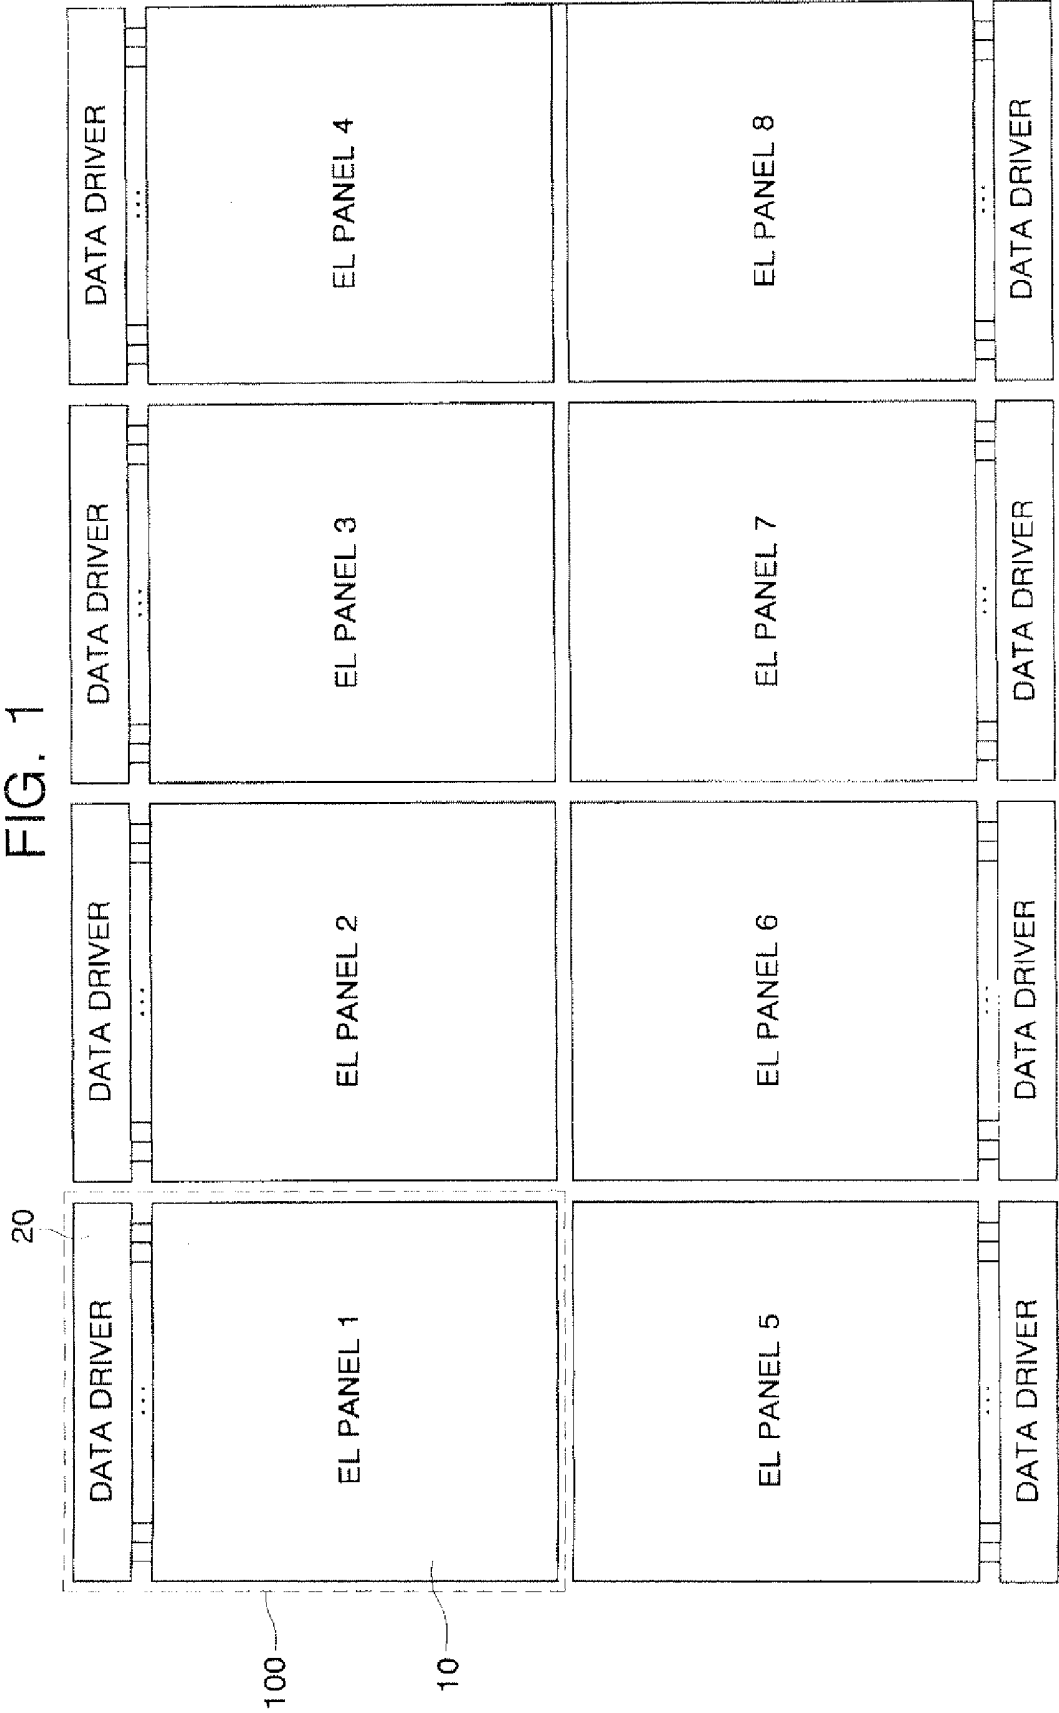 FIG. 1
20
DATA DRIVER DATA DRIVER DATA DRIVER DATA DRIVER
... ... ... ...
100
EL PANEL 1 EL PANEL 2 EL PANEL 3 EL PANEL 4
10
EL PANEL 5 EL PANEL 6 EL PANEL 7 EL PANEL 8
... ... ... ...
DATA DRIVER DATA DRIVER DATA DRIVER DATA DRIVER